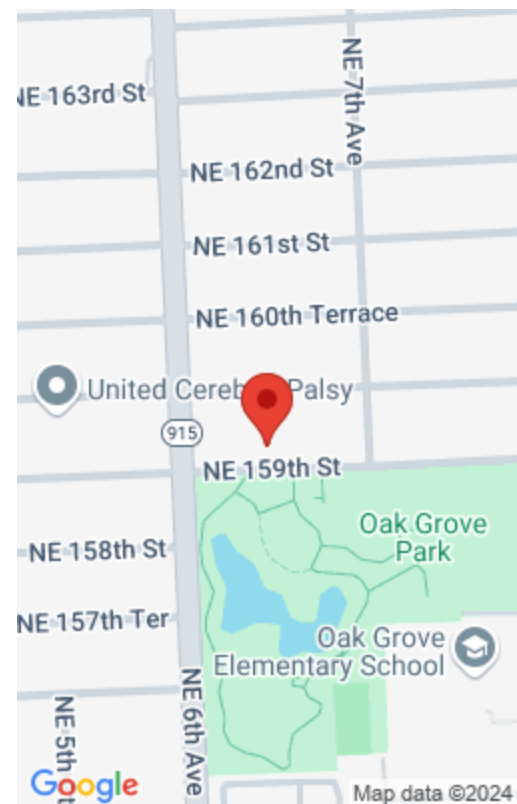 NE 163rd St
NE 7th Ave
NE 162nd St
NE 161st St
NE 160th Terrace
United Cereb Palsy
915
NE 159th St
Oak Grove
Park
NE 158th St
NE 157th Ter
Oak Grove
Elementary School
NE 6th Ave
NE 5th
Google
Map data ©2024